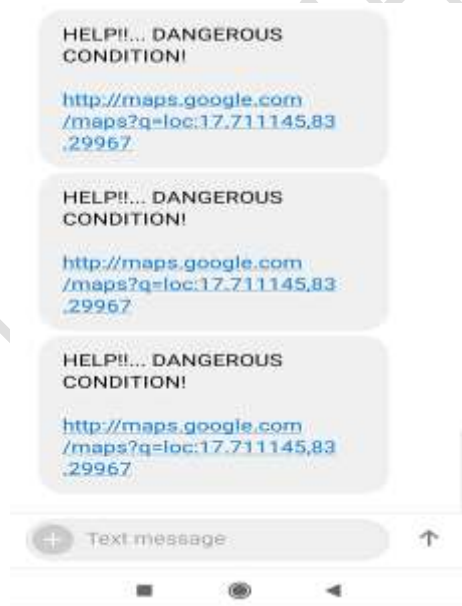 HELP!!... DANGEROUS
CONDITION!
http://maps.google.com
/maps?q=loc:17.711145,83
.29967
HELP!!... DANGEROUS
CONDITION!
http://maps.google.com
/maps?q=loc:17.711145,83
.29967
HELP!!... DANGEROUS
CONDITION!
http://maps.google.com
/maps?q=loc:17.711145,83
.29967
Text message